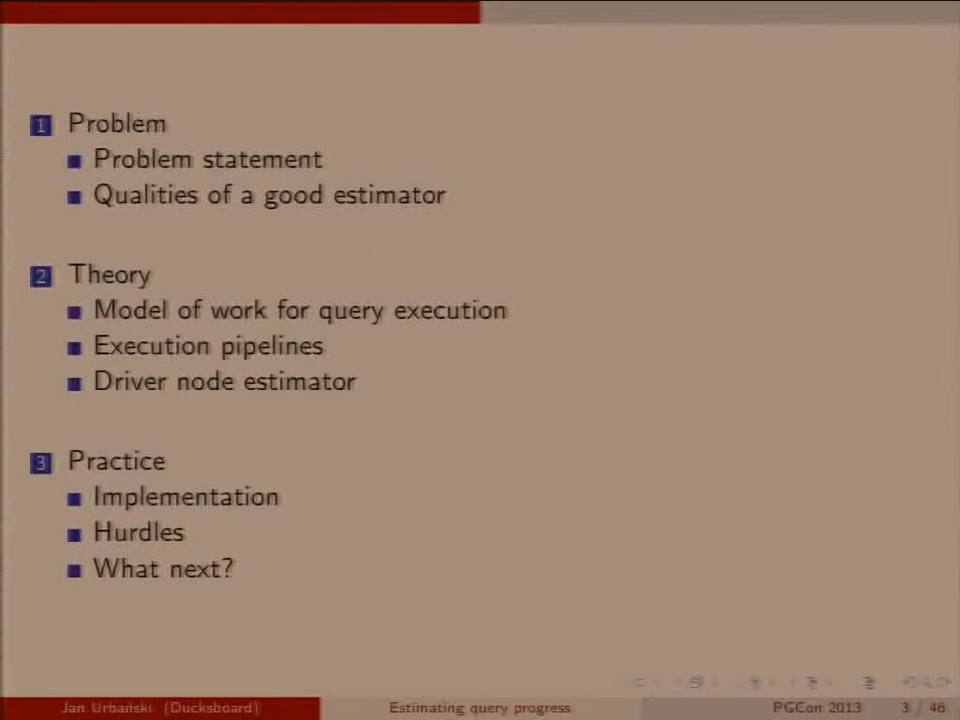 1 Problem
Problem statement
Qualities of a good estimator
2 Theory
Model of work for query execution
Execution pipelines
Driver node estimator
3 Practice
Implementation
Hurdles
What next?
Jan Urbański (Ducksboard) Estimating query progress PGCon 2013 3 / 46